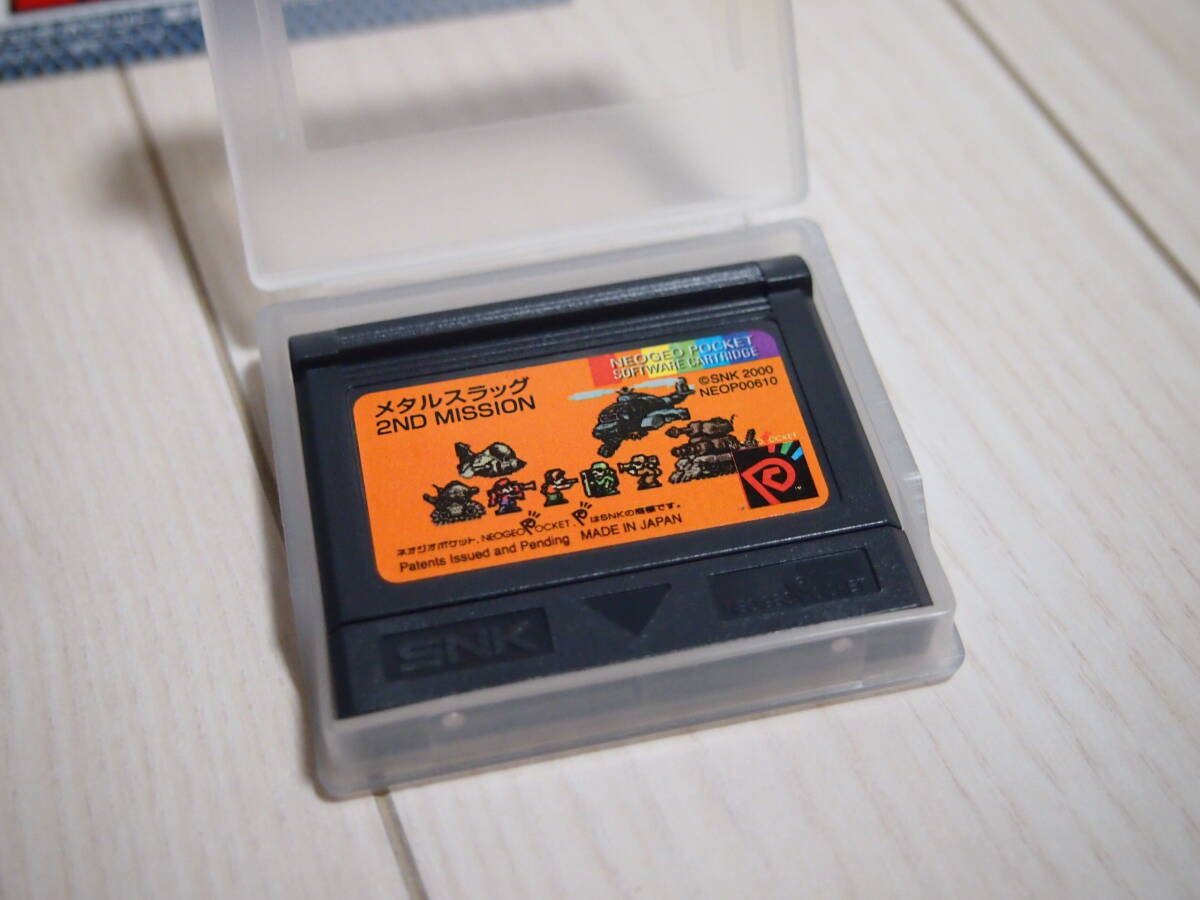 NEOGEO POCKET
SOFTWARE CARTRIDGE
メタルスラッグ
2ND MISSION
©SNK 2000
NEOP00610
ネオジオポケット、NEOGEO POCKET、PはSNKの商標です。
Patents Issued and Pending MADE IN JAPAN
SNK